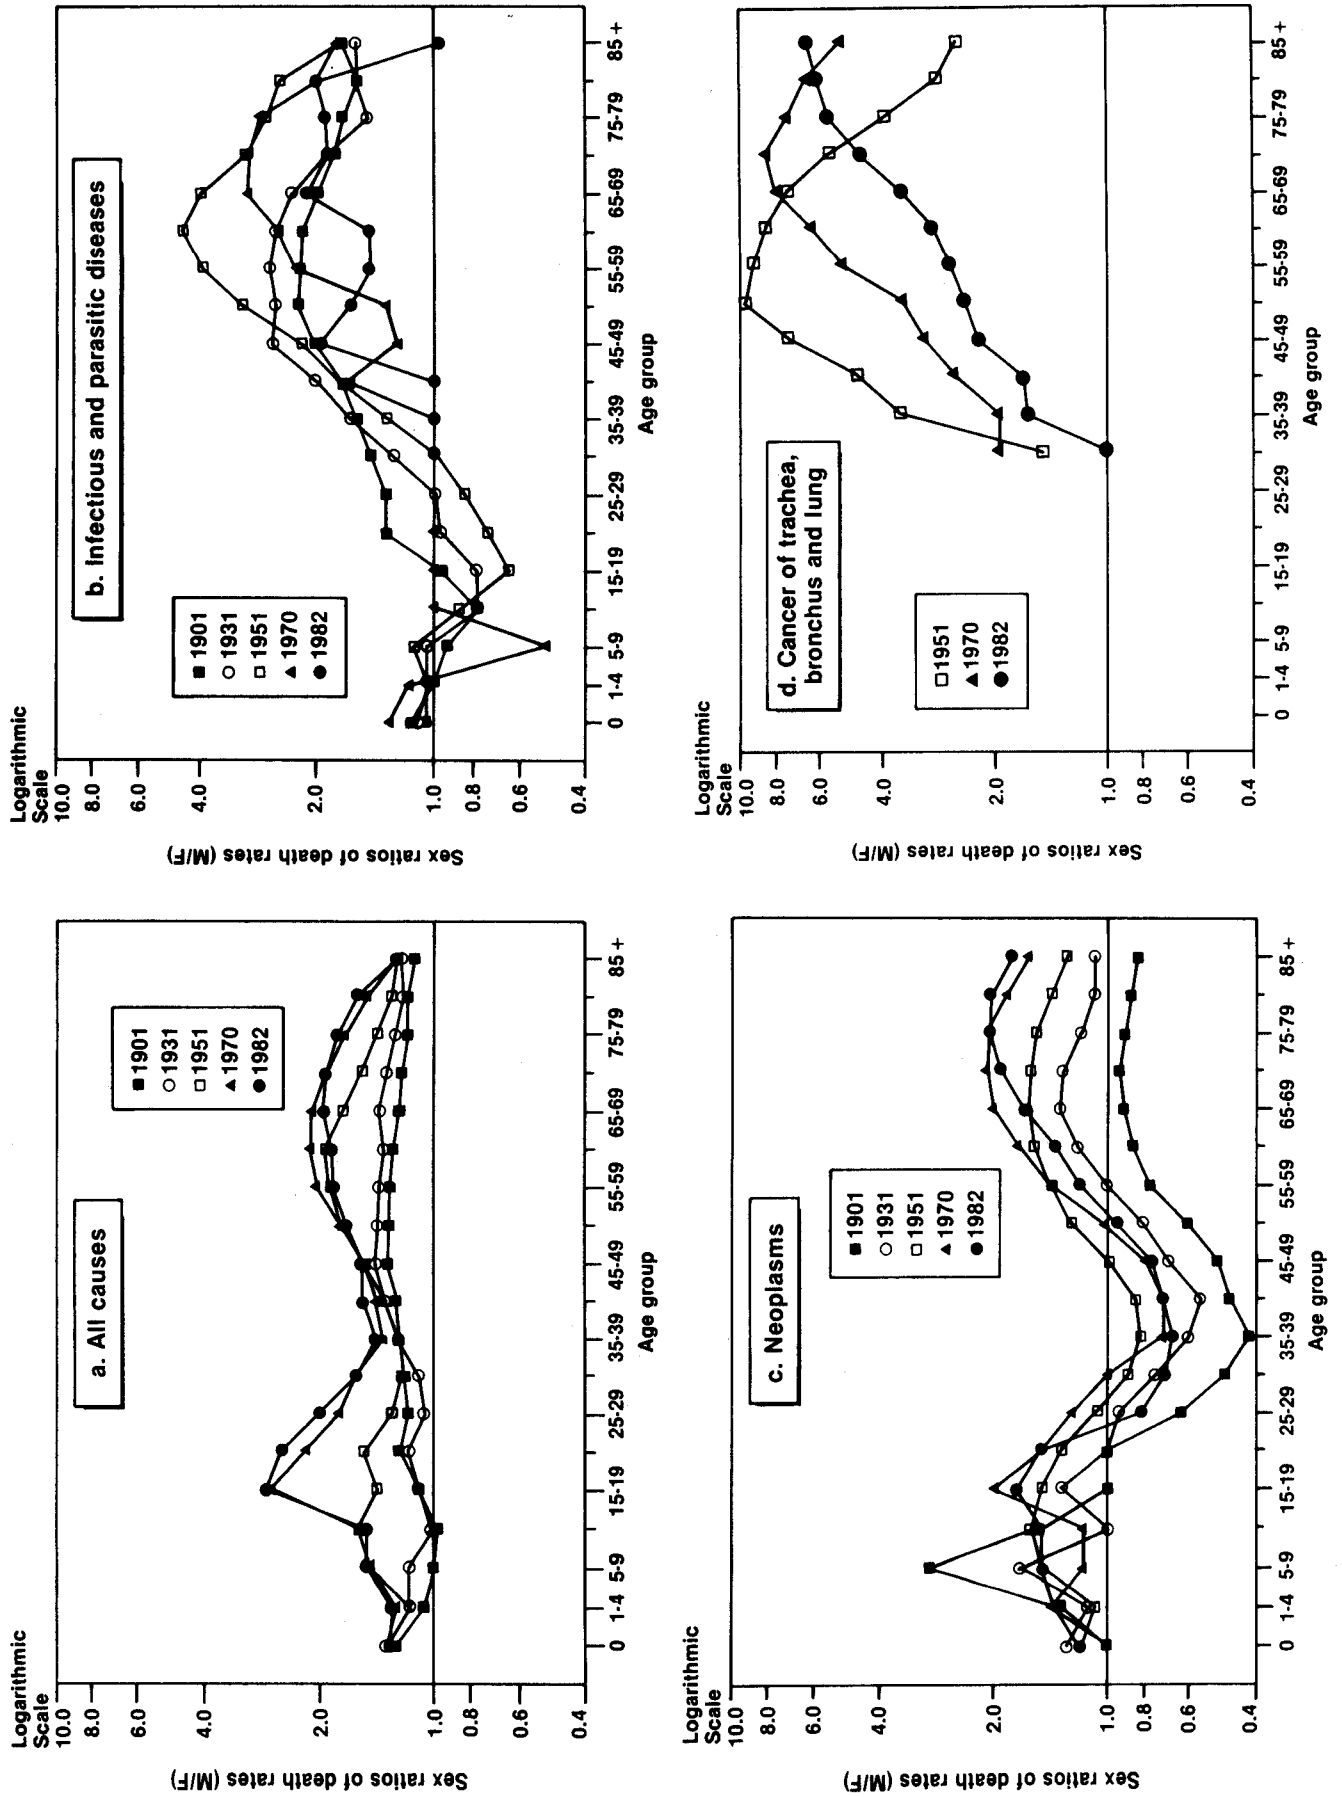 a. All causes
Logarithmic
Scale
10.0
8.0
6.0
4.0
2.0
1.0
0.8
0.6
0.4
Sex ratios of death rates (M/F)
1901
1931
1951
1970
1982
0 1-4 5-9 15-19 25-29 35-39 45-49 55-59 65-69 75-79 85 +
Age group
b. Infectious and parasitic diseases
Logarithmic
Scale
10.0
8.0
6.0
4.0
2.0
1.0
0.8
0.6
0.4
Sex ratios of death rates (M/F)
1901
1931
1951
1970
1982
0 1-4 5-9 15-19 25-29 35-39 45-49 55-59 65-69 75-79 85 +
Age group
c. Neoplasms
Logarithmic
Scale
10.0
8.0
6.0
4.0
2.0
1.0
0.8
0.6
0.4
Sex ratios of death rates (M/F)
1901
1931
1951
1970
1982
0 1-4 5-9 15-19 25-29 35-39 45-49 55-59 65-69 75-79 85 +
Age group
d. Cancer of trachea,
bronchus and lung
Logarithmic
Scale
10.0
8.0
6.0
4.0
2.0
1.0
0.8
0.6
0.4
Sex ratios of death rates (M/F)
1951
1970
1982
0 1-4 5-9 15-19 25-29 35-39 45-49 55-59 65-69 75-79 85 +
Age group